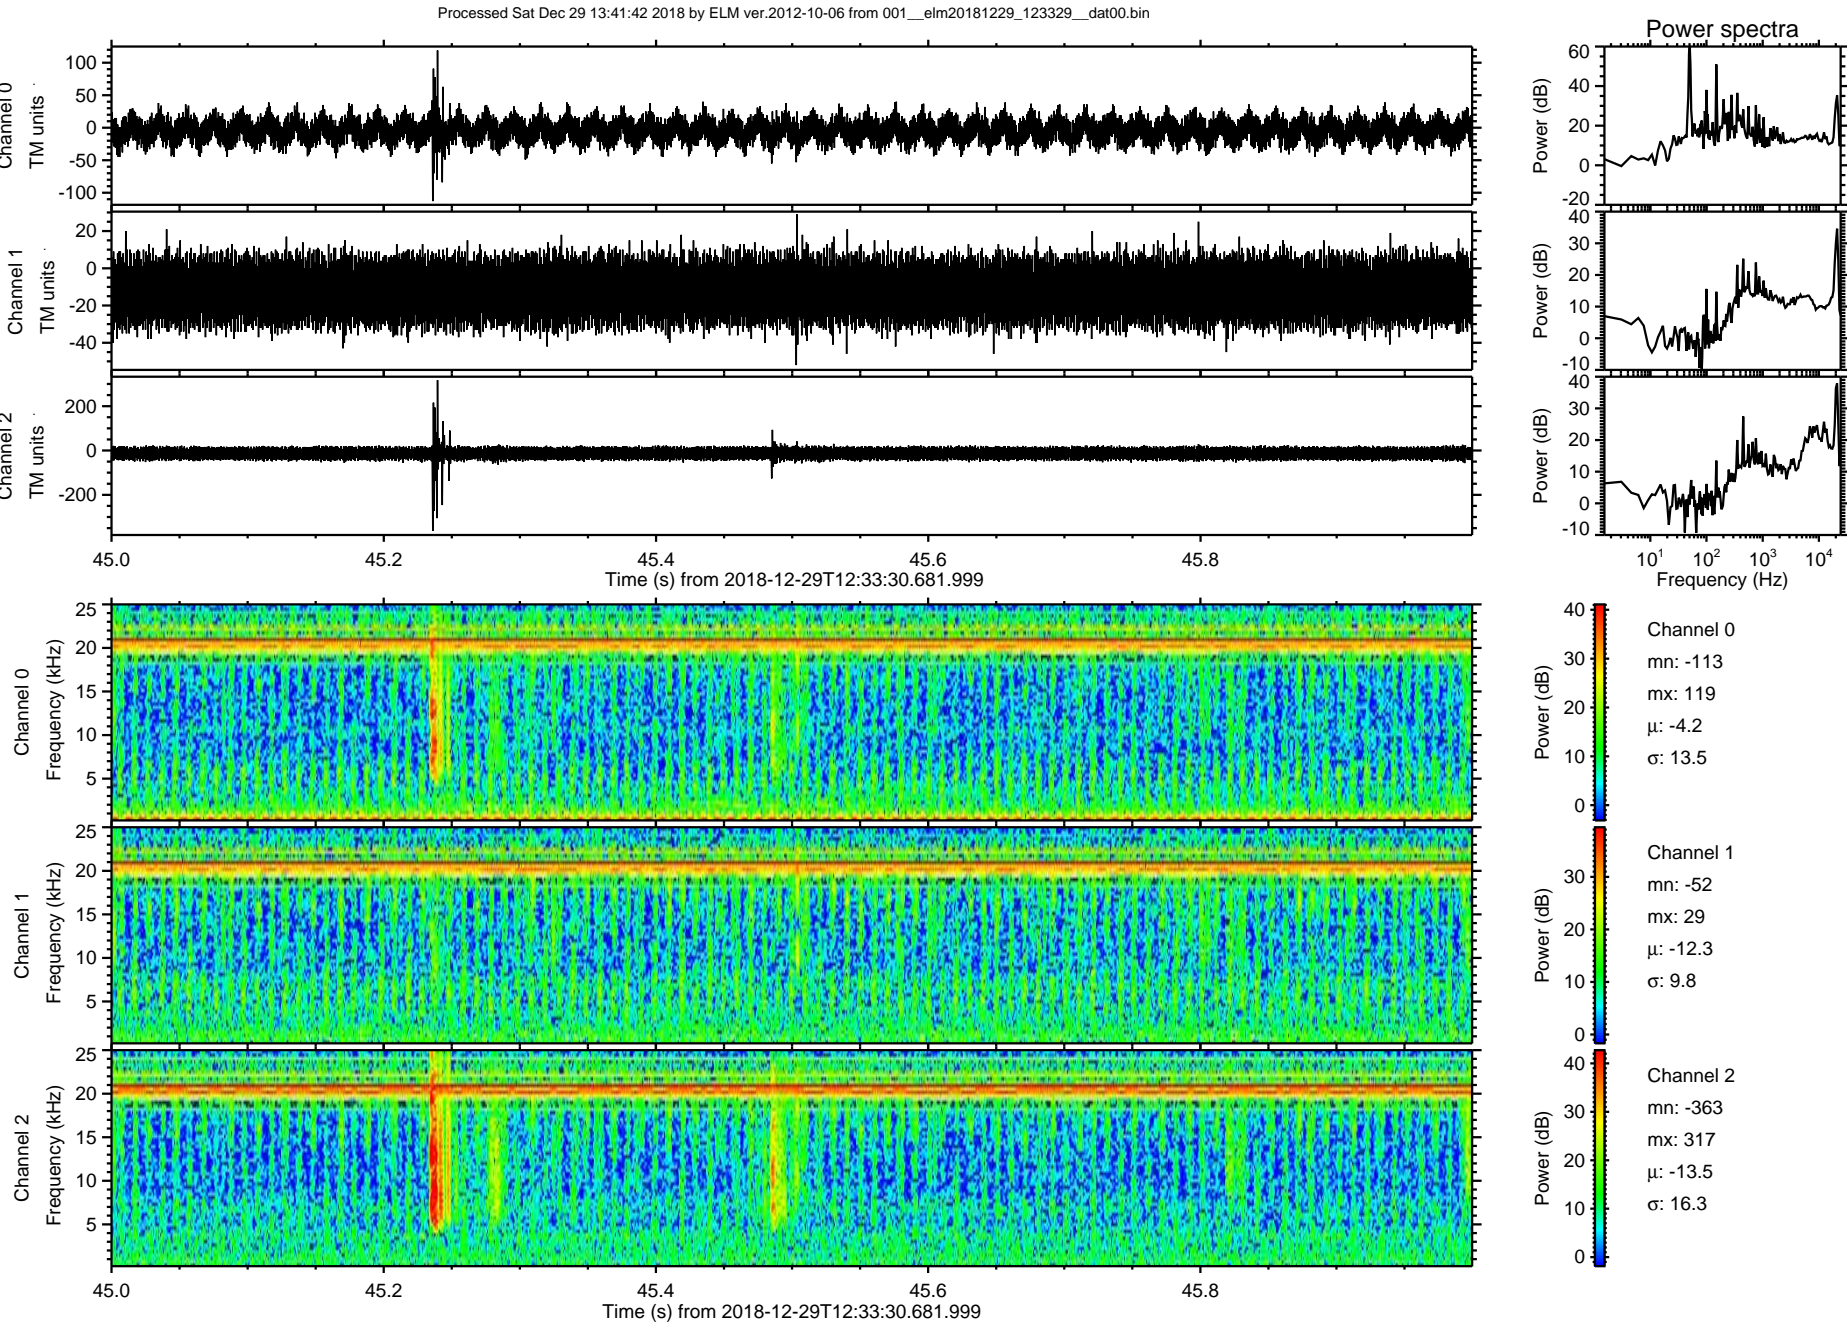 Processed Sat Dec 29 13:41:42 2018 by ELM ver.2012-10-06 from 001__elm20181229_123329__dat00.bin
Power spectra
Channel 0
TM units
100
50
0
-50
-100
Power (dB)
60
40
20
0
-20
Channel 1
TM units
20
0
-20
-40
Power (dB)
40
30
20
10
0
-10
Channel 2
TM units
200
0
-200
Power (dB)
40
30
20
10
0
-10
45.0 45.2 45.4 45.6 45.8
Time (s) from 2018-12-29T12:33:30.681.999
10¹ 10² 10³ 10⁴
Frequency (Hz)
Channel 0
Frequency (kHz)
25
20
15
10
5
Power (dB)
40
30
20
10
0
Channel 0
mn: -113
mx: 119
μ: -4.2
σ: 13.5
Channel 1
Frequency (kHz)
25
20
15
10
5
Power (dB)
30
20
10
0
Channel 1
mn: -52
mx: 29
μ: -12.3
σ: 9.8
Channel 2
Frequency (kHz)
25
20
15
10
5
Power (dB)
40
30
20
10
0
Channel 2
mn: -363
mx: 317
μ: -13.5
σ: 16.3
45.0 45.2 45.4 45.6 45.8
Time (s) from 2018-12-29T12:33:30.681.999